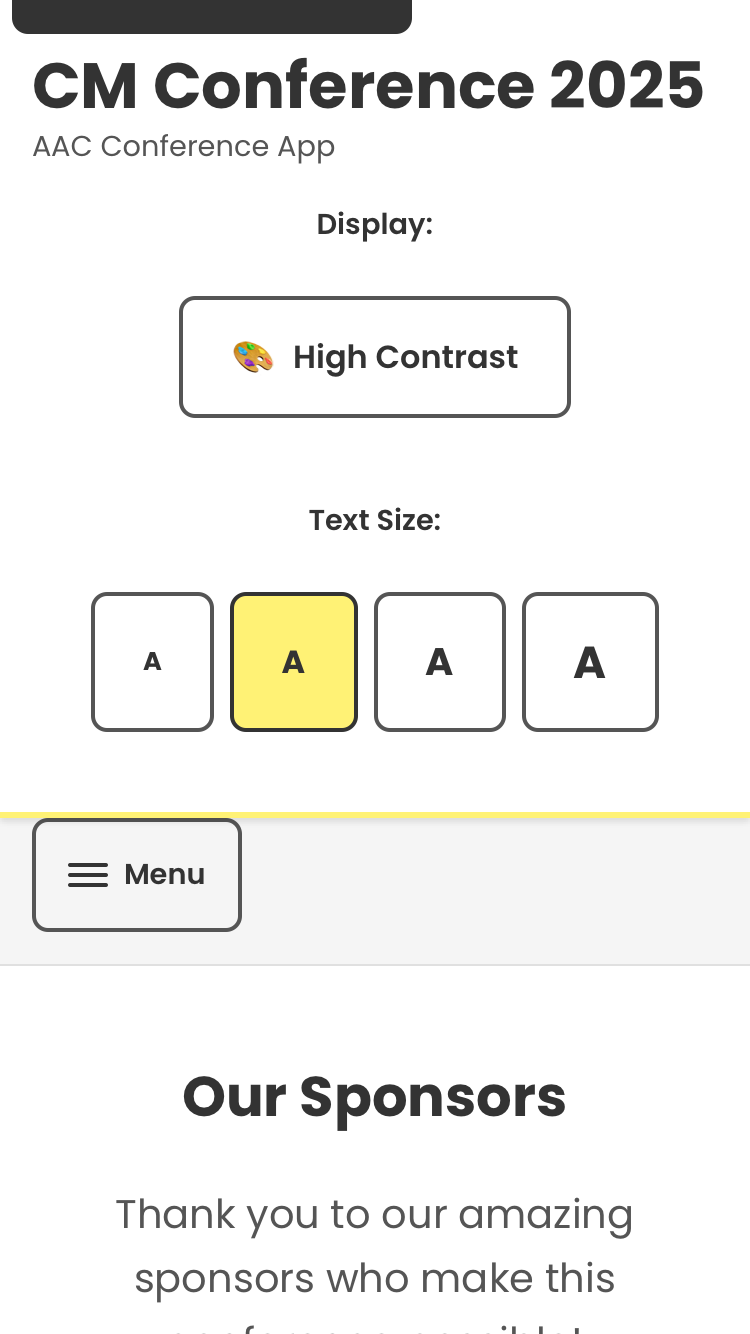 CM Conference 2025
AAC Conference App
Display:
High Contrast
Text Size:
A A A A
Menu
Our Sponsors
Thank you to our amazing
sponsors who make this